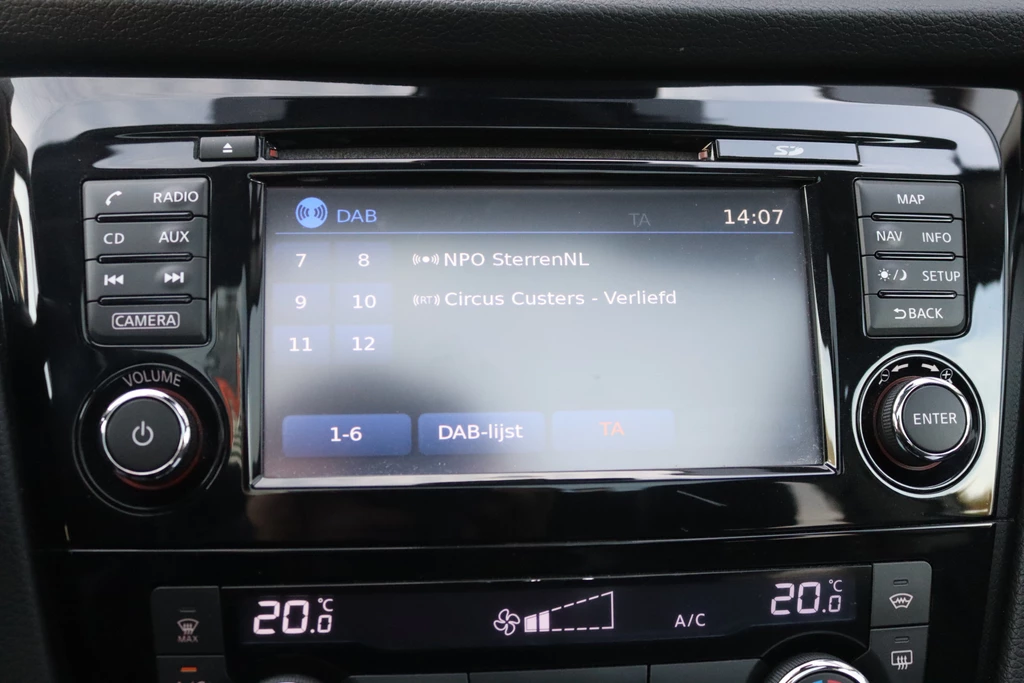 SD
RADIO
CD AUX
CAMERA
VOLUME
DAB TA 14:07
7 8 NPO SterrenNL
9 10 (RT) Circus Custers - Verliefd
11 12
1-6 DAB-lijst TA
MAP
NAV INFO
SETUP
BACK
ENTER
MAX
20.0°C A/C 20.0°C